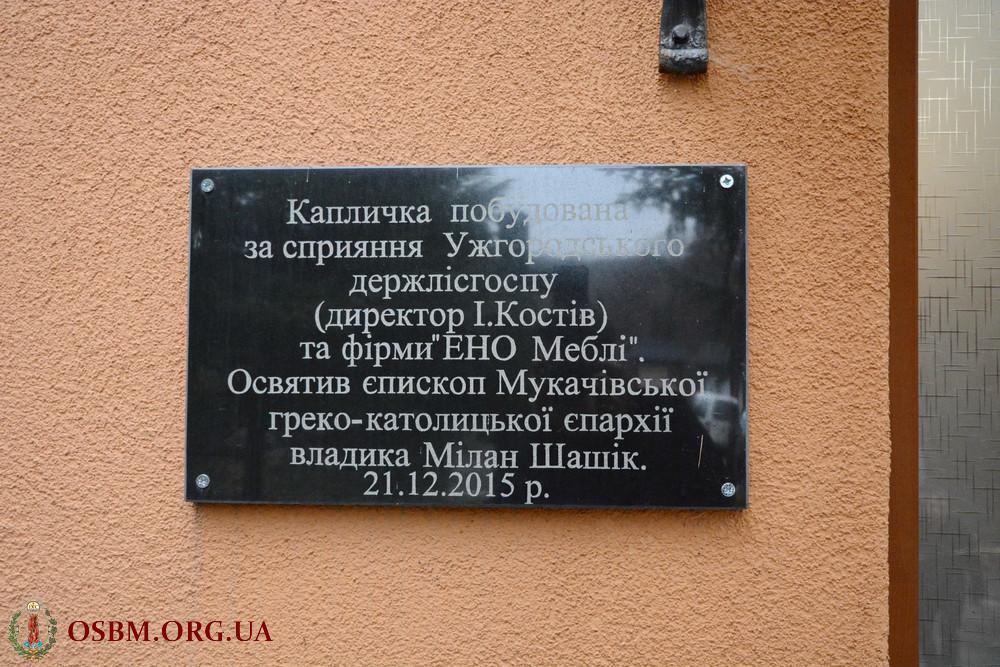 Капличка побудована
за сприяння Ужгородського
держлісгоспу
(директор І.Костів)
та фірми "ЕНО Меблі".
Освятив єпископ Мукачівської
греко-католицької єпархії
владика Мілан Шашік.
21.12.2015 р.
OSBM.ORG.UA